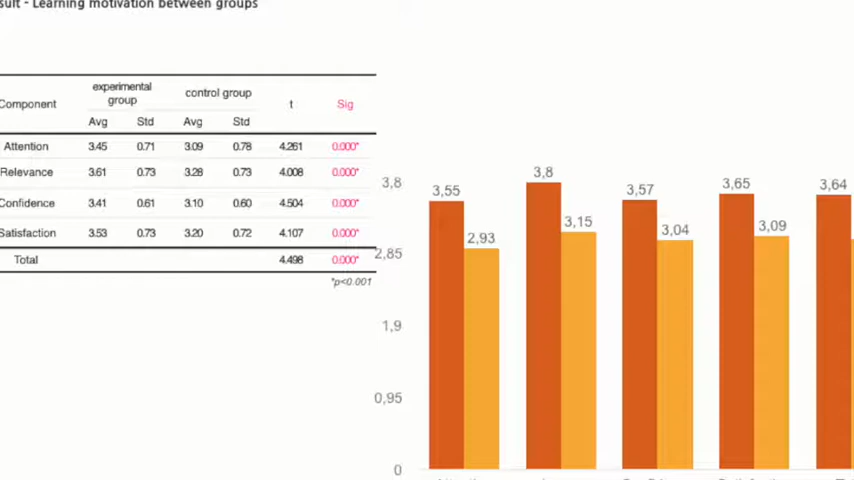 sult - Learning motivation between groups
Component experimental group control group t Sig
Avg Std Avg Std
Attention 3.45 0.71 3.09 0.78 4.261 0.000*
Relevance 3.61 0.73 3.28 0.73 4.008 0.000*
Confidence 3.41 0.61 3.10 0.60 4.504 0.000*
Satisfaction 3.53 0.73 3.20 0.72 4.107 0.000*
Total 4.498 0.000*
*p<0.001
3,8
2,85
1,9
0,95
0
3,55 2,93
3,8 3,15
3,57 3,04
3,65 3,09
3,64